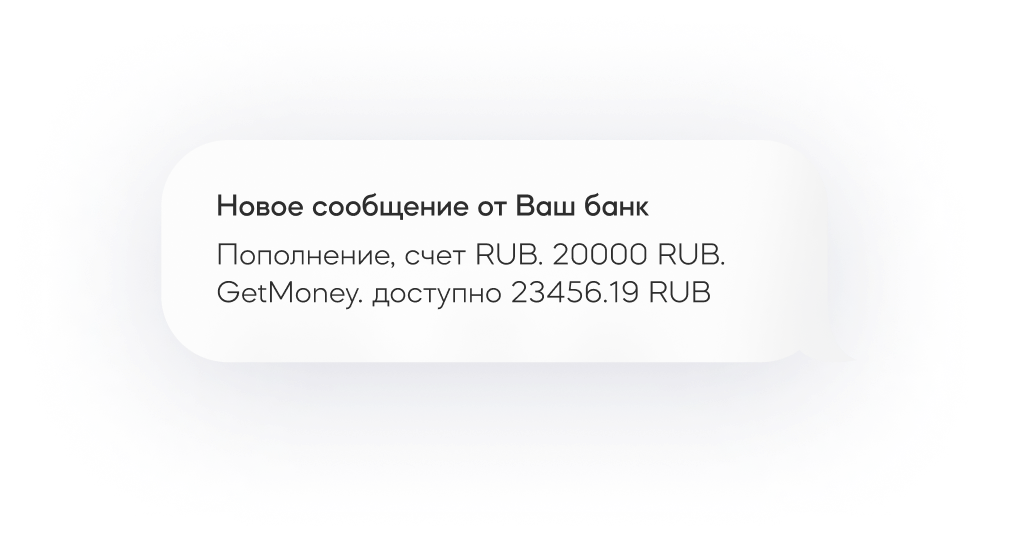 Новое сообщение от Ваш банк
Пополнение, счет RUB. 20000 RUB.
GetMoney. доступно 23456.19 RUB